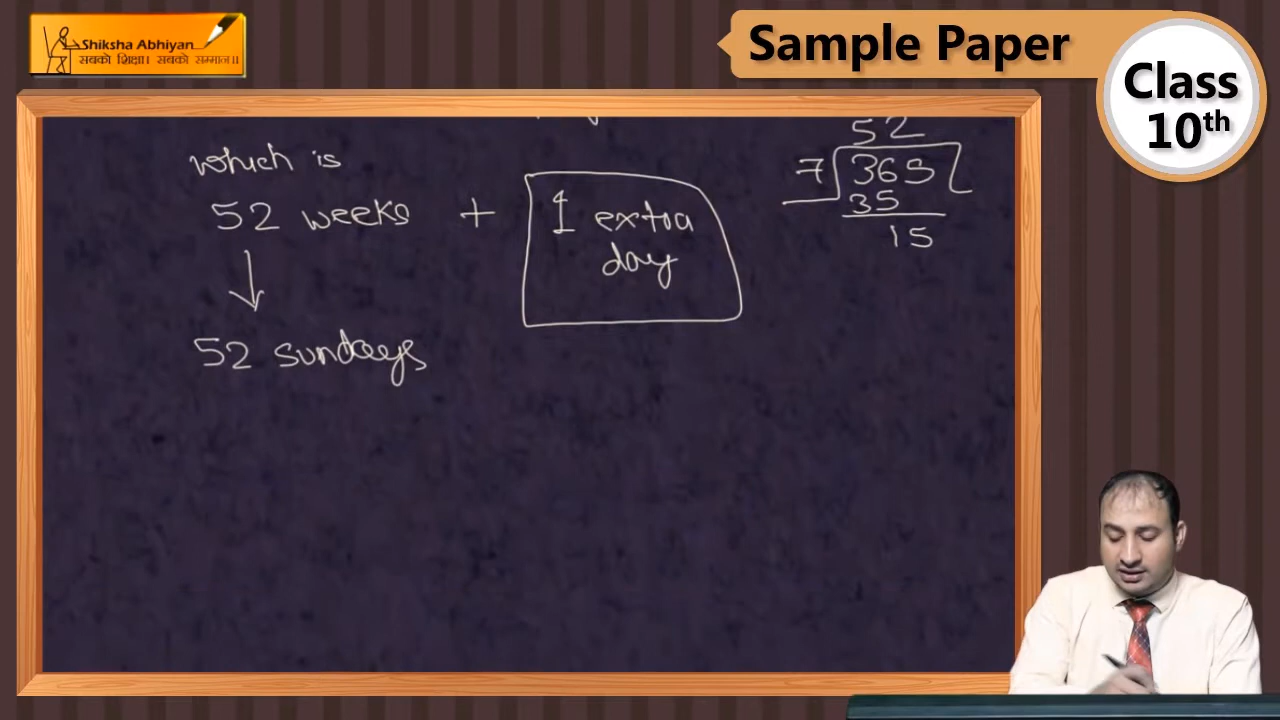 Shiksha Abhiyan
सबको शिक्षा। सबको सम्मान।।
Sample Paper
Class
10th
which is
52 weeks + 1 extra
day
52 sundays
52
7 365
35
15